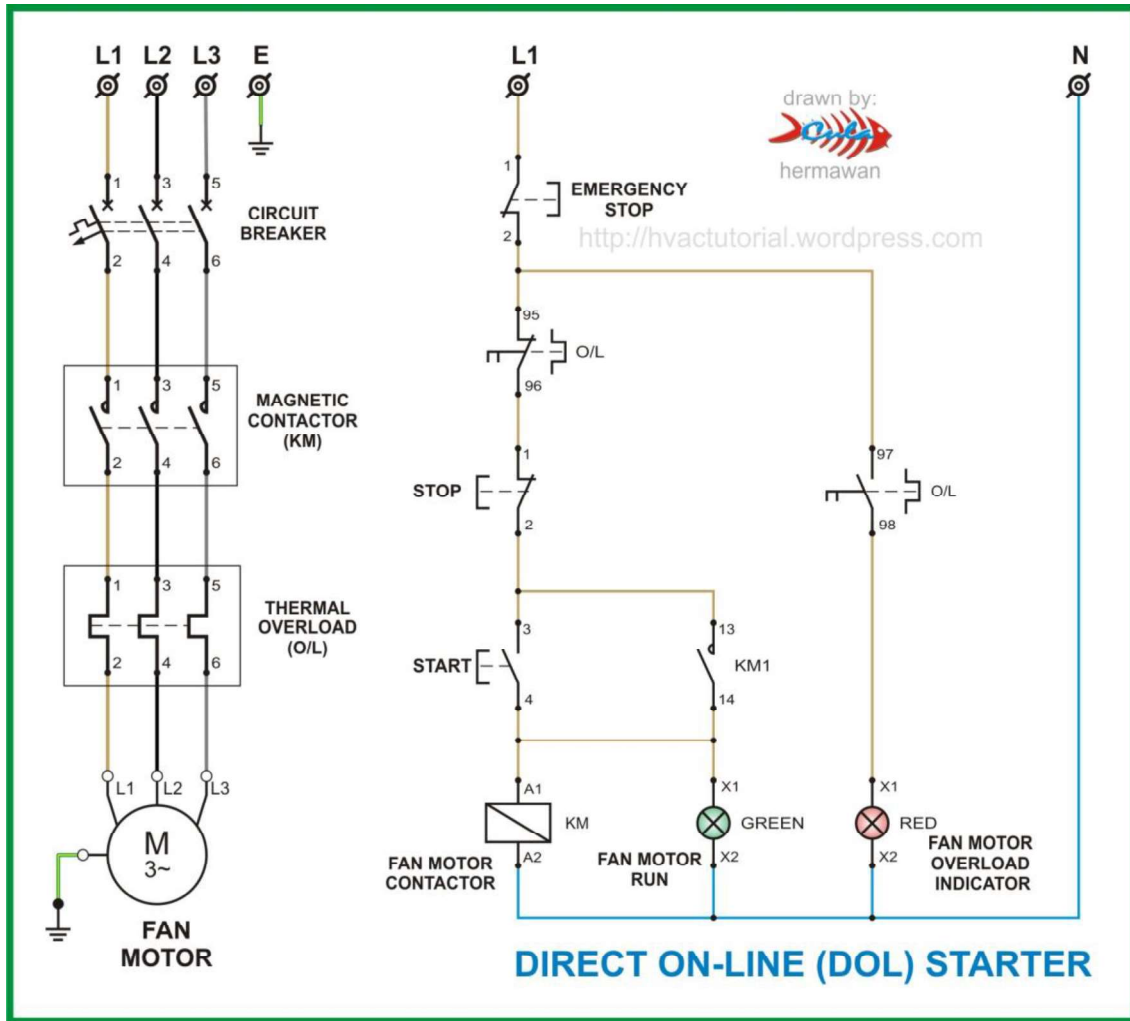 L1 L2 L3 E
L1
N
drawn by:
Cula
hermawan
http://hvactutorial.wordpress.com
1 3 5
CIRCUIT
BREAKER
2 4 6
1 3 5
MAGNETIC
CONTACTOR
(KM)
2 4 6
1 3 5
THERMAL
OVERLOAD
(O/L)
2 4 6
L1 L2 L3
M
3~
FAN
MOTOR
1
EMERGENCY
STOP
2
95
O/L
96
1
STOP
2
97
O/L
98
3
START
4
13
KM1
14
A1
KM
A2
FAN MOTOR
CONTACTOR
X1
GREEN
X2
FAN MOTOR
RUN
X1
RED
X2
FAN MOTOR
OVERLOAD
INDICATOR
DIRECT ON-LINE (DOL) STARTER